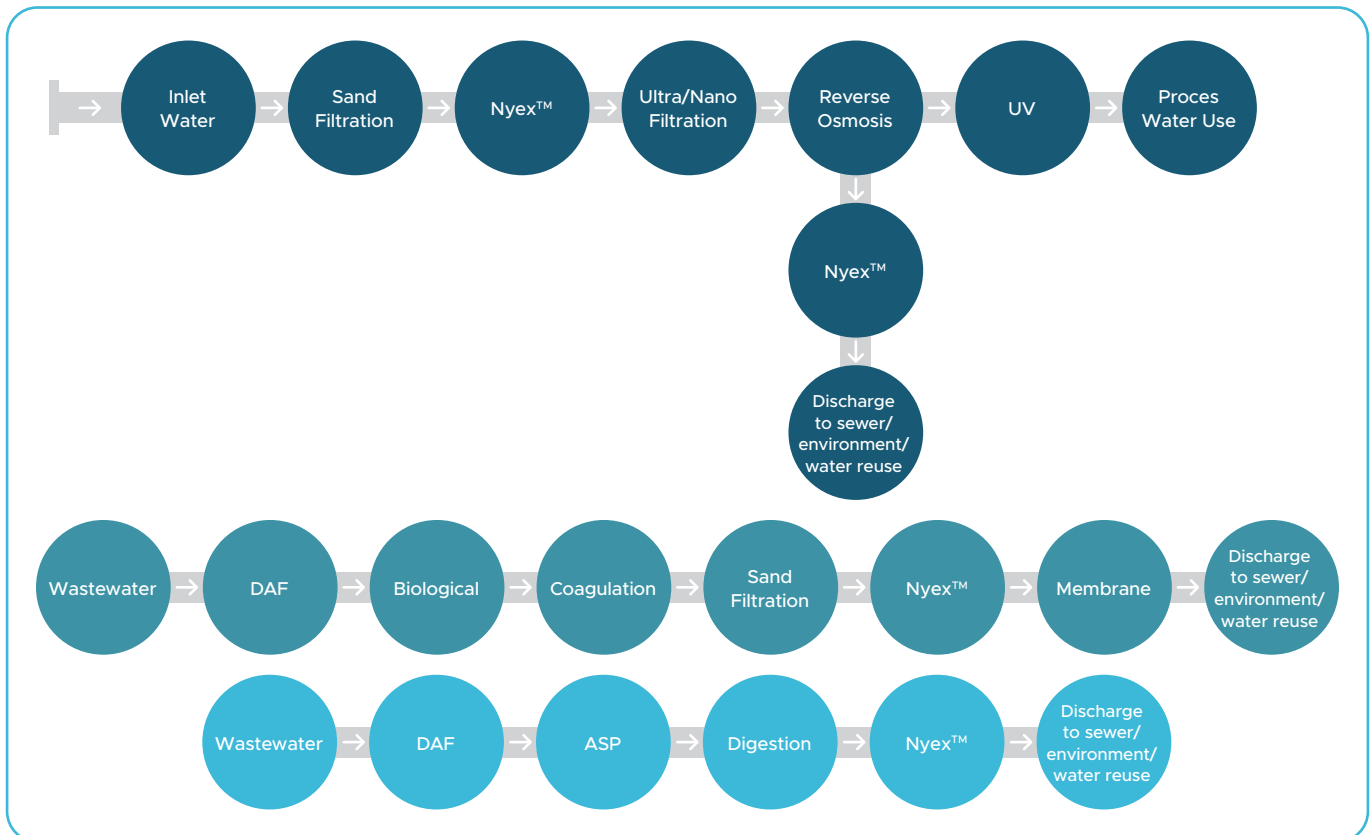 Inlet
Water
Sand
Filtration
Nyex™
Ultra/Nano
Filtration
Reverse
Osmosis
UV
Proces
Water Use
Nyex™
Discharge
to sewer/
environment/
water reuse
Wastewater
DAF
Biological
Coagulation
Sand
Filtration
Nyex™
Membrane
Discharge
to sewer/
environment/
water reuse
Wastewater
DAF
ASP
Digestion
Nyex™
Discharge
to sewer/
environment/
water reuse